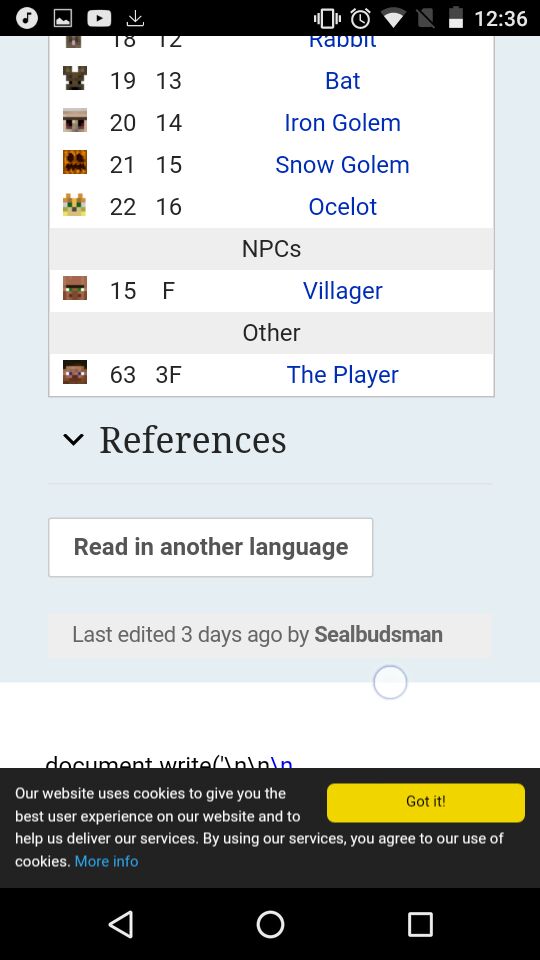 12:36
18 12 Rabbit
19 13 Bat
20 14 Iron Golem
21 15 Snow Golem
22 16 Ocelot
NPCs
15 F Villager
Other
63 3F The Player
References
Read in another language
Last edited 3 days ago by Sealbudsman
document.write('\n\n\n
Our website uses cookies to give you the
best user experience on our website and to
help us deliver our services. By using our services, you agree to our use of
cookies. More info
Got it!